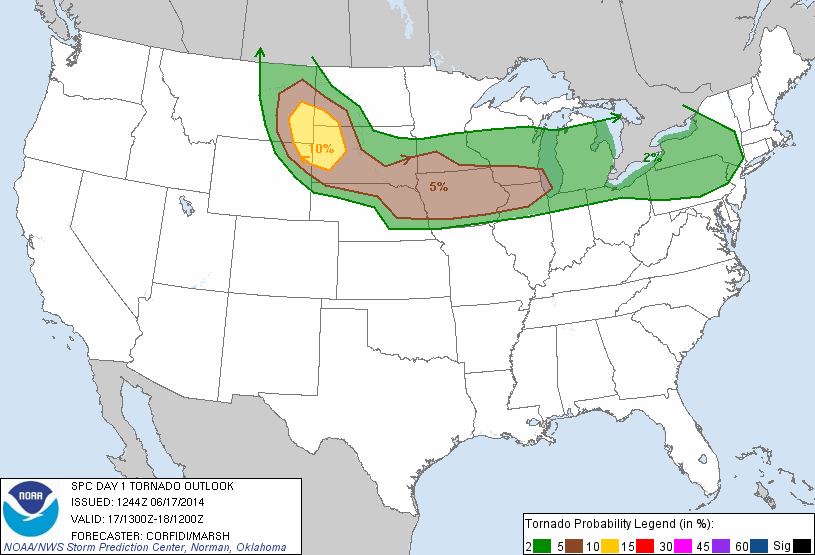 10%
2%
5%
NOAA
SPC DAY 1 TORNADO OUTLOOK
ISSUED: 1244Z 06/17/2014
VALID: 17/1300Z-18/1200Z
FORECASTER: CORFIDI/MARSH
NOAA/NWS Storm Prediction Center, Norman, Oklahoma
Tornado Probability Legend (in %):
2 5 10 15 30 45 60 Sig